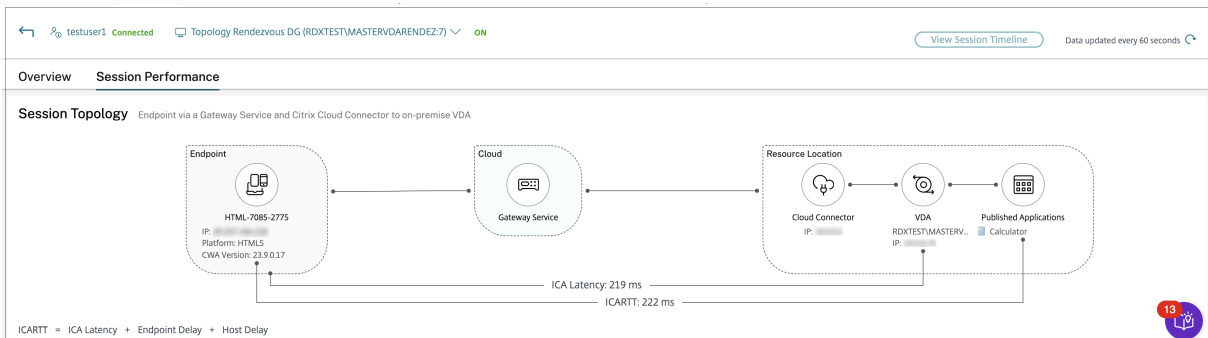 testuser1 Connected Topology Rendezvous DG (RDXTEST\MASTERVDARENDEZ:7) ON
View Session Timeline Data updated every 60 seconds
Overview Session Performance
Session Topology Endpoint via a Gateway Service and Citrix Cloud Connector to on-premise VDA
Endpoint
HTML-7085-2775
IP:
Platform: HTML5
CWA Version: 23.9.0.17
Cloud
Gateway Service
Resource Location
Cloud Connector
IP:
VDA
RDXTEST\MASTERV...
IP:
Published Applications
Calculator
ICA Latency: 219 ms
ICARTT: 222 ms
ICARTT = ICA Latency + Endpoint Delay + Host Delay
13